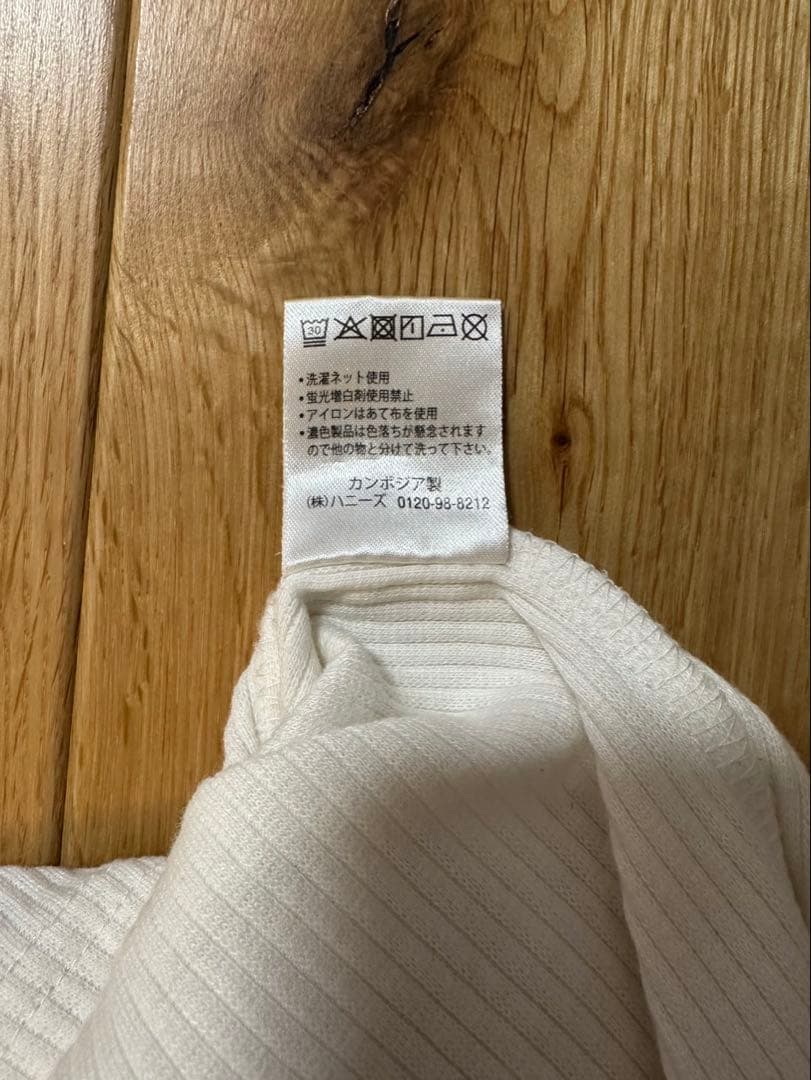 30
・洗濯ネット使用
・蛍光増白剤使用禁止
・アイロンはあて布を使用
・濃色製品は色落ちが懸念されます
ので他の物と分けて洗って下さい。
カンボジア製
(株)ハニーズ 0120-98-8212